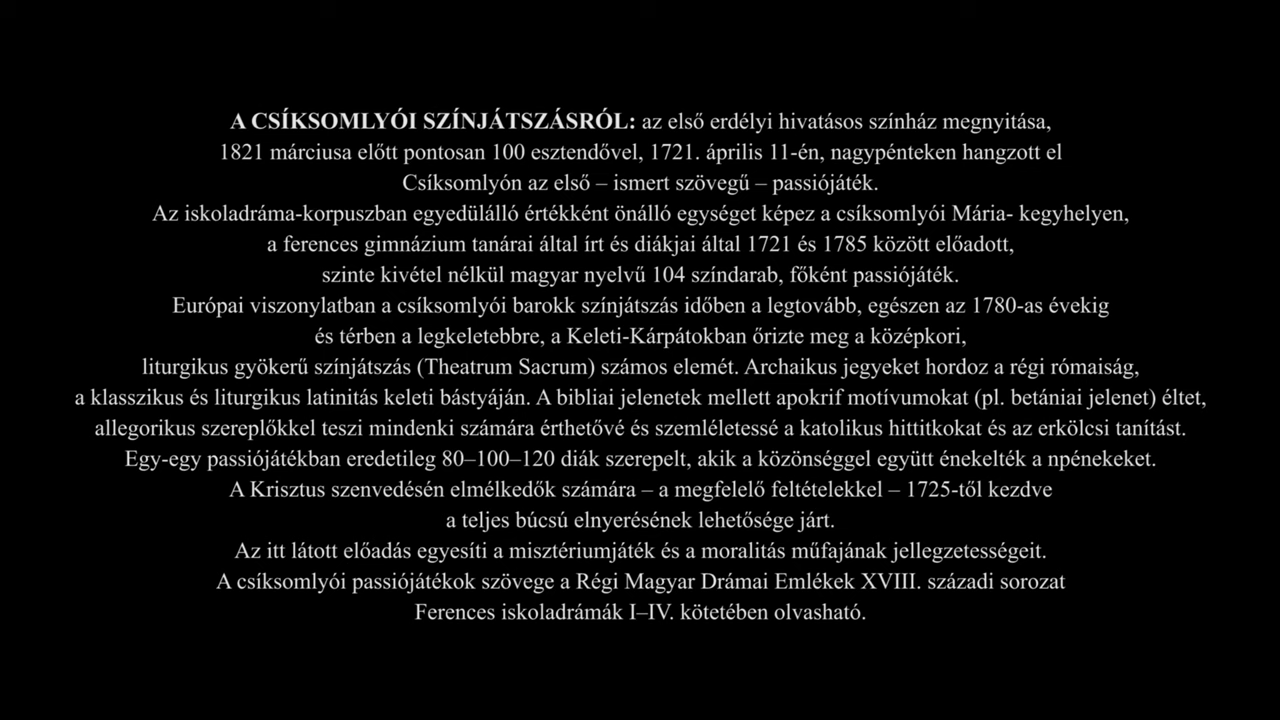 A CSÍKSOMLYÓI SZÍNJÁTSZÁSRÓL: az első erdélyi hivatásos színház megnyitása,
1821 márciusa előtt pontosan 100 esztendővel, 1721. április 11-én, nagypénteken hangzott el
Csíksomlyón az első – ismert szövegű – passiójáték.
Az iskoladráma-korpuszban egyedülálló értékként önálló egységet képez a csíksomlyói Mária- kegyhelyen,
a ferences gimnázium tanárai által írt és diákjai által 1721 és 1785 között előadott,
szinte kivétel nélkül magyar nyelvű 104 színdarab, főként passiójáték.
Európai viszonylatban a csíksomlyói barokk színjátszás időben a legtovább, egészen az 1780-as évekig
és térben a legkeletebbre, a Keleti-Kárpátokban őrizte meg a középkori,
liturgikus gyökerű színjátszás (Theatrum Sacrum) számos elemét. Archaikus jegyeket hordoz a régi rómaiság,
a klasszikus és liturgikus latinitás keleti bástyáján. A bibliai jelenetek mellett apokrif motívumokat (pl. betániai jelenet) éltet,
allegorikus szereplőkkel teszi mindenki számára érthetővé és szemléletessé a katolikus hittitkokat és az erkölcsi tanítást.
Egy-egy passiójátékban eredetileg 80–100–120 diák szerepelt, akik a közönséggel együtt énekelték a npénekeket.
A Krisztus szenvedésén elmélkedők számára – a megfelelő feltételekkel – 1725-től kezdve
a teljes búcsú elnyerésének lehetősége járt.
Az itt látott előadás egyesíti a misztériumjáték és a moralitás műfajának jellegzetességeit.
A csíksomlyói passiójátékok szövege a Régi Magyar Drámai Emlékek XVIII. századi sorozat
Ferences iskoladrámák I–IV. kötetében olvasható.